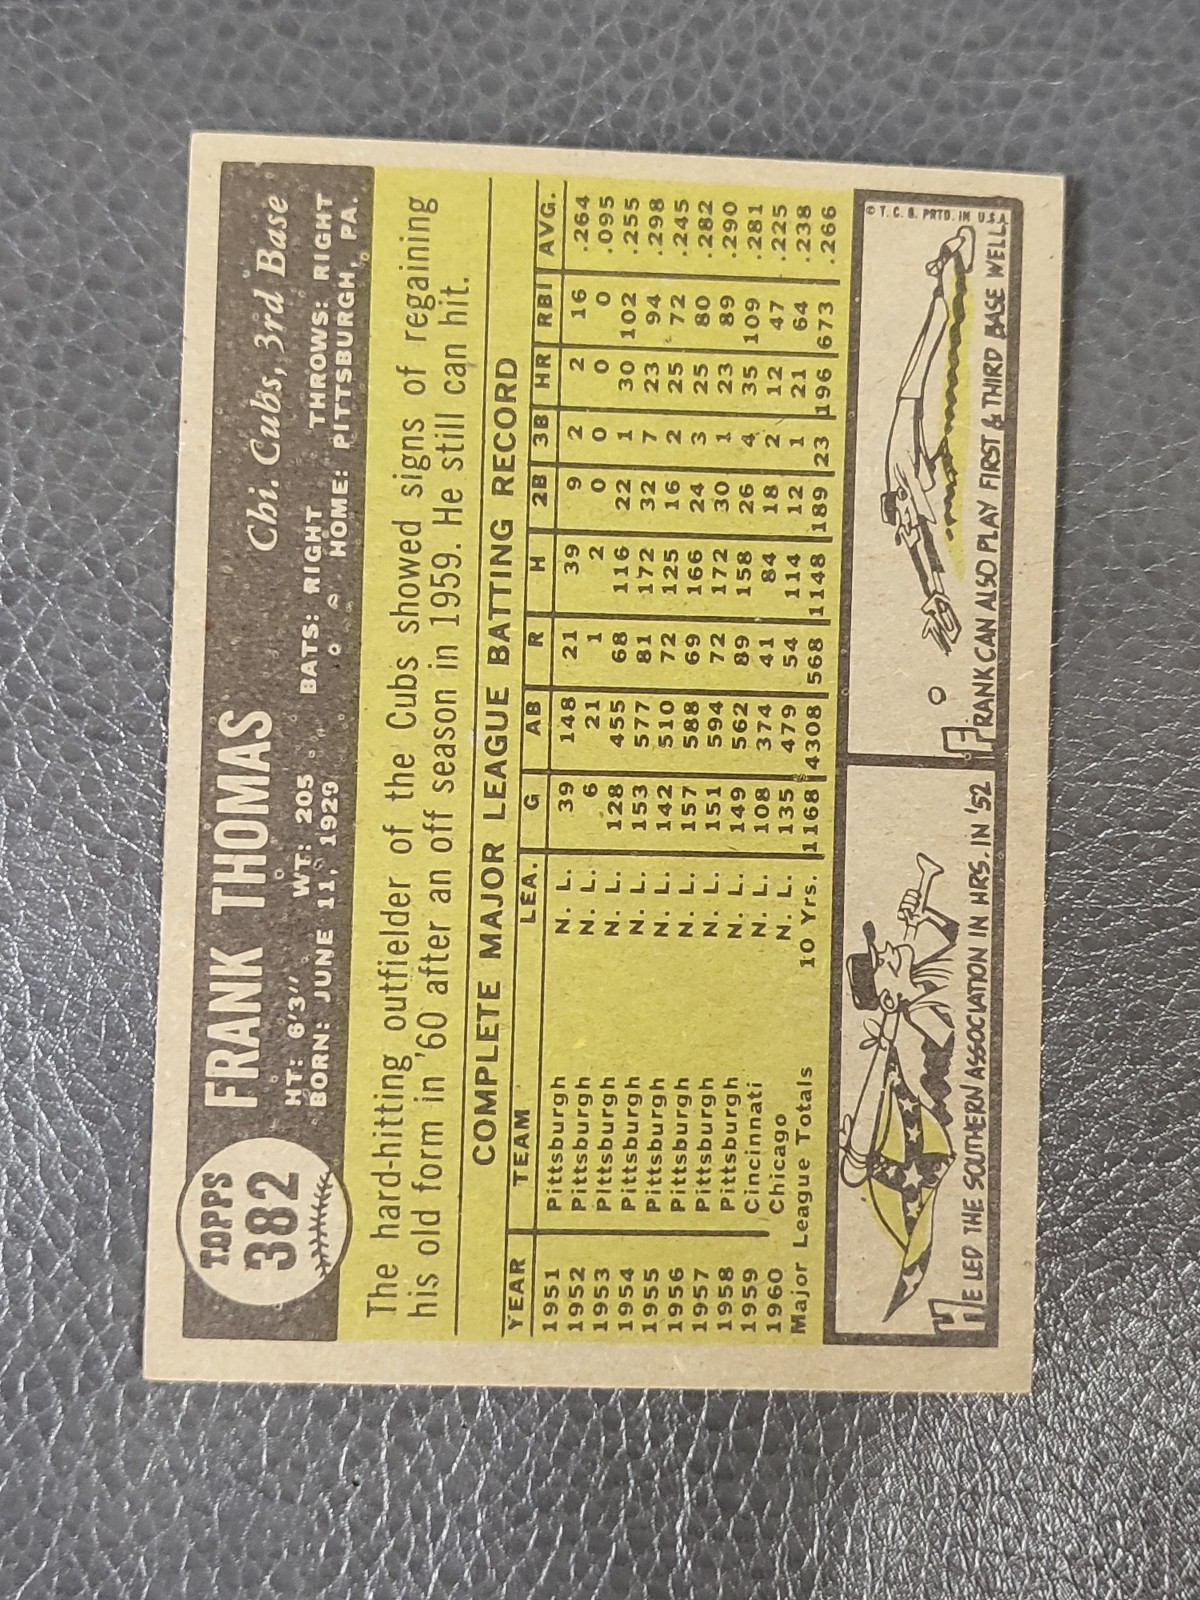 TOPPS
382
FRANK THOMAS
Chi. Cubs, 3rd Base
HT: 6'3" WT: 205 BATS: RIGHT THROWS: RIGHT
BORN: JUNE 11, 1929 HOME: PITTSBURGH, PA.
The hard-hitting outfielder of the Cubs showed signs of regaining
his old form in '60 after an off season in 1959. He still can hit.
COMPLETE MAJOR LEAGUE BATTING RECORD
YEAR TEAM LEA. G AB R H 2B 3B HR RBI AVG.
1951 Pittsburgh N. L. 39 148 21 39 9 2 2 16 .264
1952 Pittsburgh N. L. 6 21 1 2 0 0 0 0 .095
1953 Pittsburgh N. L. 128 455 68 116 22 1 30 102 .255
1954 Pittsburgh N. L. 153 577 81 172 32 7 23 94 .298
1955 Pittsburgh N. L. 142 510 72 125 16 2 25 72 .245
1956 Pittsburgh N. L. 157 588 69 166 24 3 25 80 .282
1957 Pittsburgh N. L. 151 594 72 172 30 1 23 89 .290
1958 Pittsburgh N. L. 149 562 89 158 26 4 35 109 .281
1959 Cincinnati N. L. 108 374 41 84 18 2 12 47 .225
1960 Chicago N. L. 135 479 54 114 12 1 21 64 .238
Major League Totals 10 Yrs. 1168 4308 568 1148 189 23 196 673 .266
HE LED THE SOUTHERN ASSOCIATION IN HRS. IN '52
FRANK CAN ALSO PLAY FIRST & THIRD BASE WELL.
© T. C. G. PRTD. IN U.S.A.